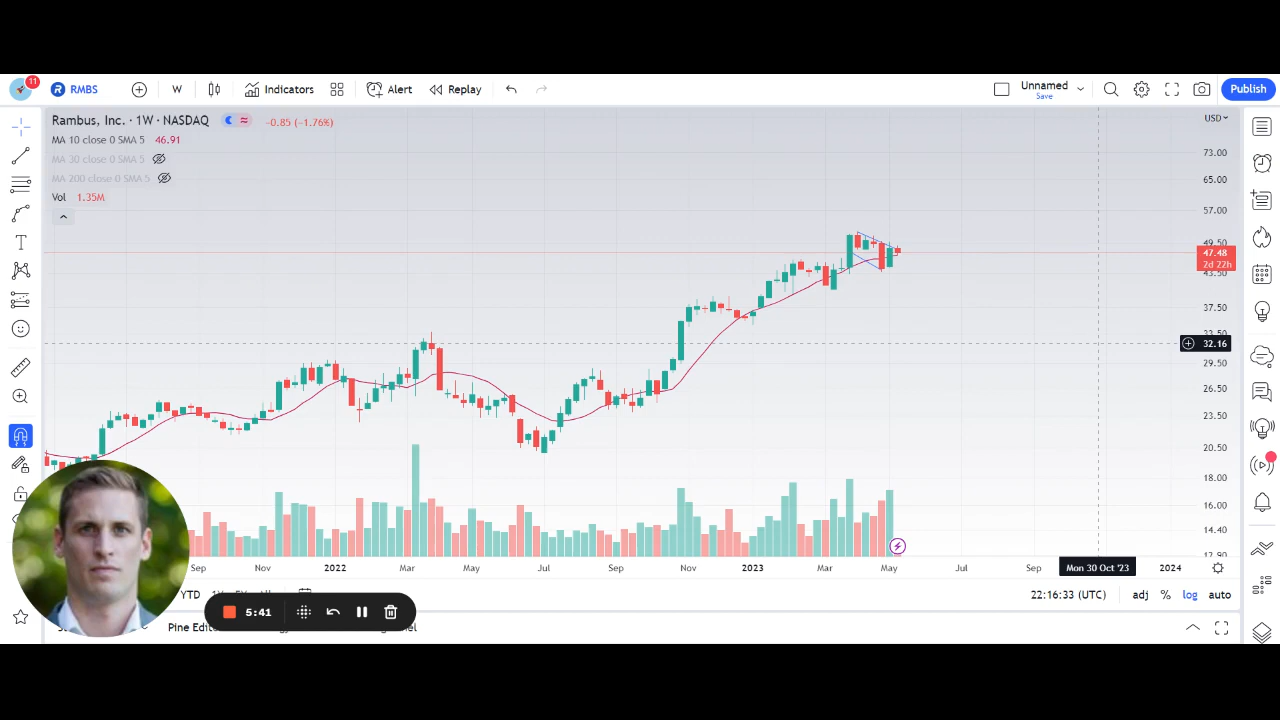 11
RMBS
W
Indicators
Alert
Replay
Unnamed
Save
Publish
Rambus, Inc. · 1W · NASDAQ
-0.85 (-1.76%)
USD
MA 10 close 0 SMA 5 46.91
MA 30 close 0 SMA 5
MA 200 close 0 SMA 5
Vol 1.35M
73.00
65.00
57.00
49.50
47.48
2d 22h
43.50
37.50
33.50
32.16
29.50
26.50
23.50
20.50
18.00
16.00
14.40
12.90
Sep Nov 2022 Mar May Jul Sep Nov 2023 Mar May Jul Sep Mon 30 Oct '23 2024
YTD
22:16:33 (UTC) adj % log auto
5:41
Pine